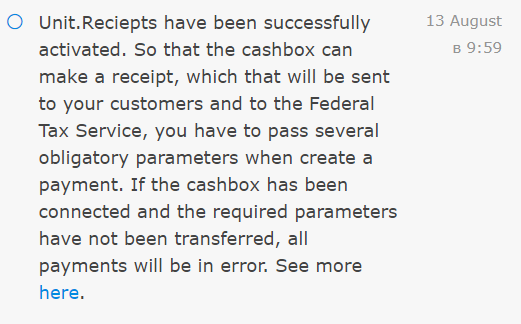 Unit.Reciepts have been successfully
activated. So that the cashbox can
make a receipt, which that will be sent
to your customers and to the Federal
Tax Service, you have to pass several
obligatory parameters when create a
payment. If the cashbox has been
connected and the required parameters
have not been transferred, all
payments will be in error. See more
here.
13 August
в 9:59